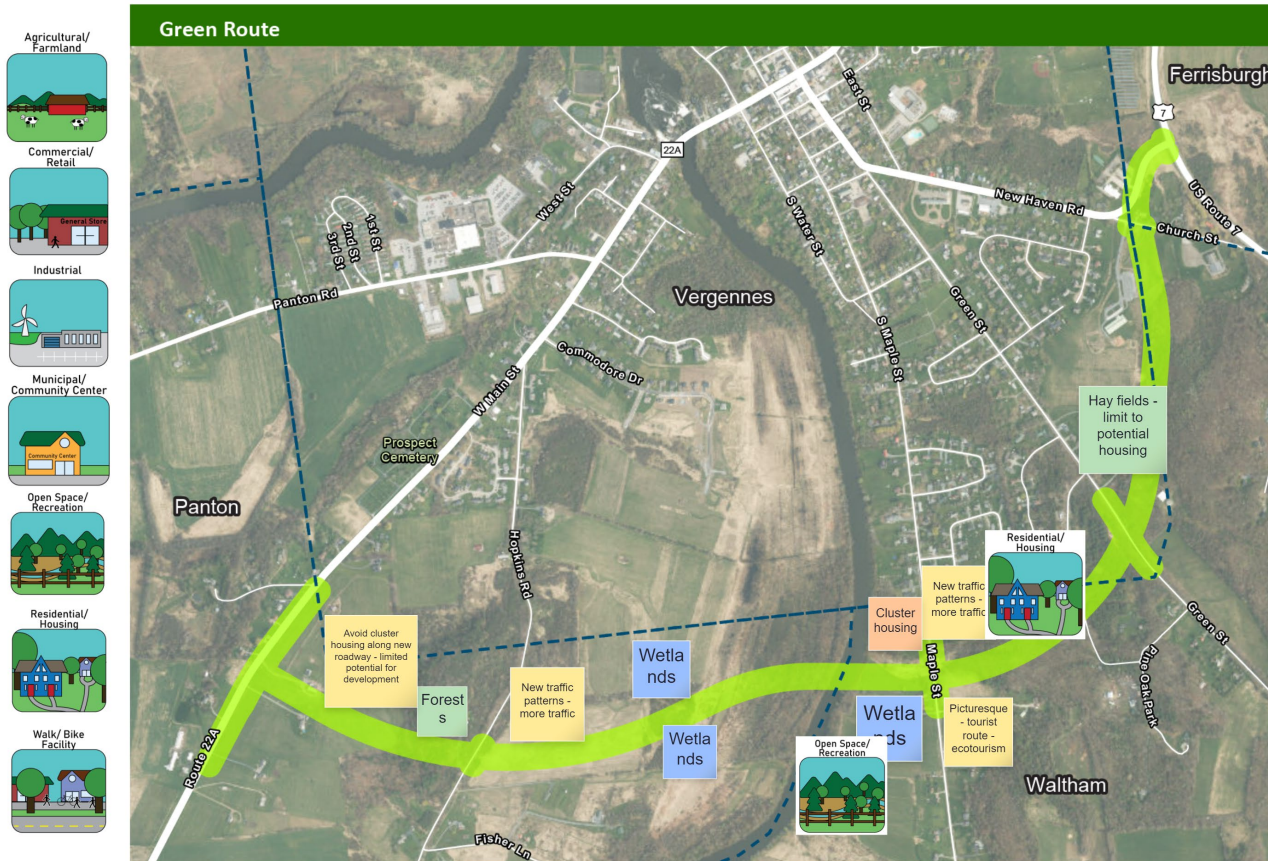 Green Route
Agricultural/
Farmland
Commercial/
Retail
General Store
Industrial
Municipal/
Community Center
Community Center
Open Space/
Recreation
Residential/
Housing
Walk/ Bike
Facility
Ferrisburgh
7
US Route 7
East St
22A
New Haven Rd
Church St
West St
1st St
2nd St
3rd St
S Water St
Panton Rd
Vergennes
Green St
S Maple St
Commodore Dr
W Main St
Hay fields -
limit to
potential
housing
Prospect
Cemetery
Panton
Hopkins Rd
Residential/
Housing
New traffic
patterns -
more traffic
Cluster
housing
Green St
Avoid cluster
housing along new
roadway - limited
potential for
development
Wetla
nds
Maple St
Pine Oak Park
Forest
s
New traffic
patterns -
more traffic
Wetla
nds
Wetla
nds
Picturesque
- tourist
route -
ecotourism
Open Space/
Recreation
Route 22A
Waltham
Fisher Ln